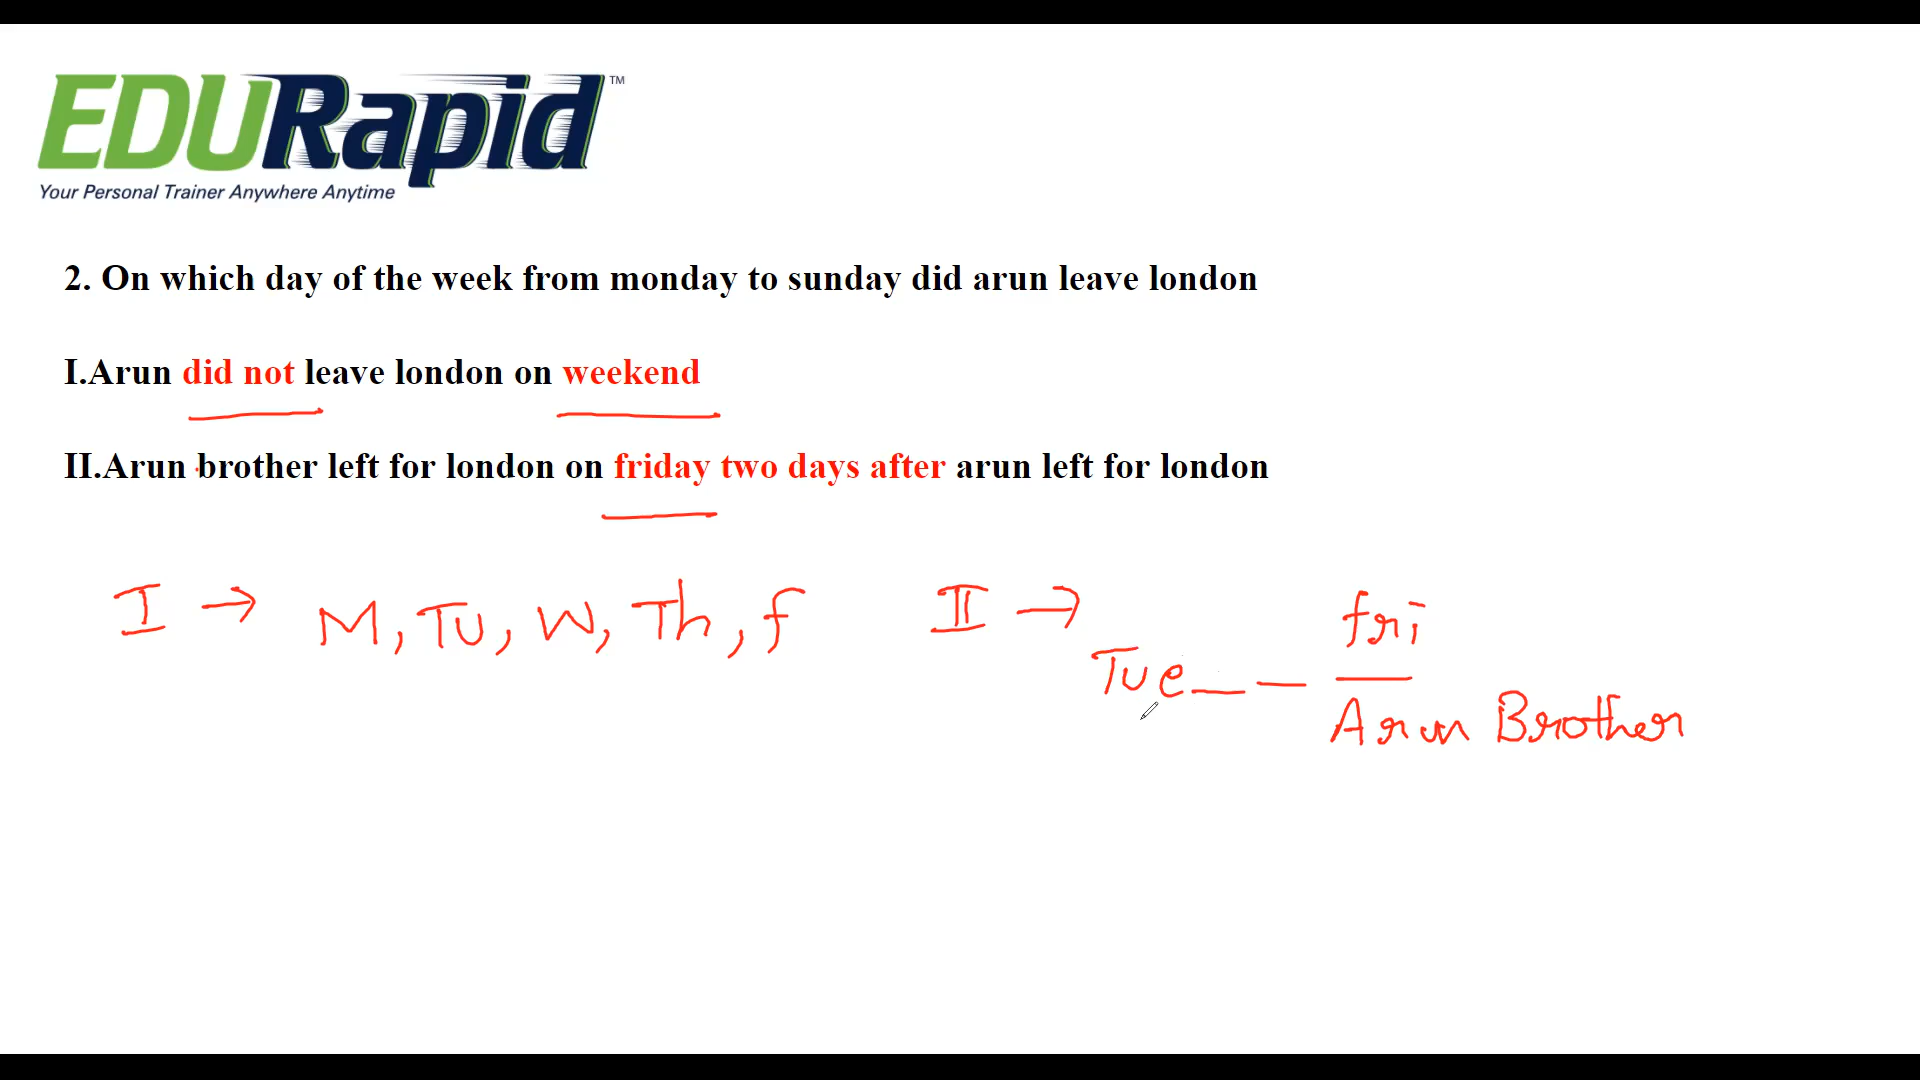 EDURapid™
Your Personal Trainer Anywhere Anytime
2. On which day of the week from monday to sunday did arun leave london
I.Arun did not leave london on weekend
II.Arun brother left for london on friday two days after arun left for london
I → M, Tu, W, Th, f
II →
Tue _ _ fri
Arun Brother